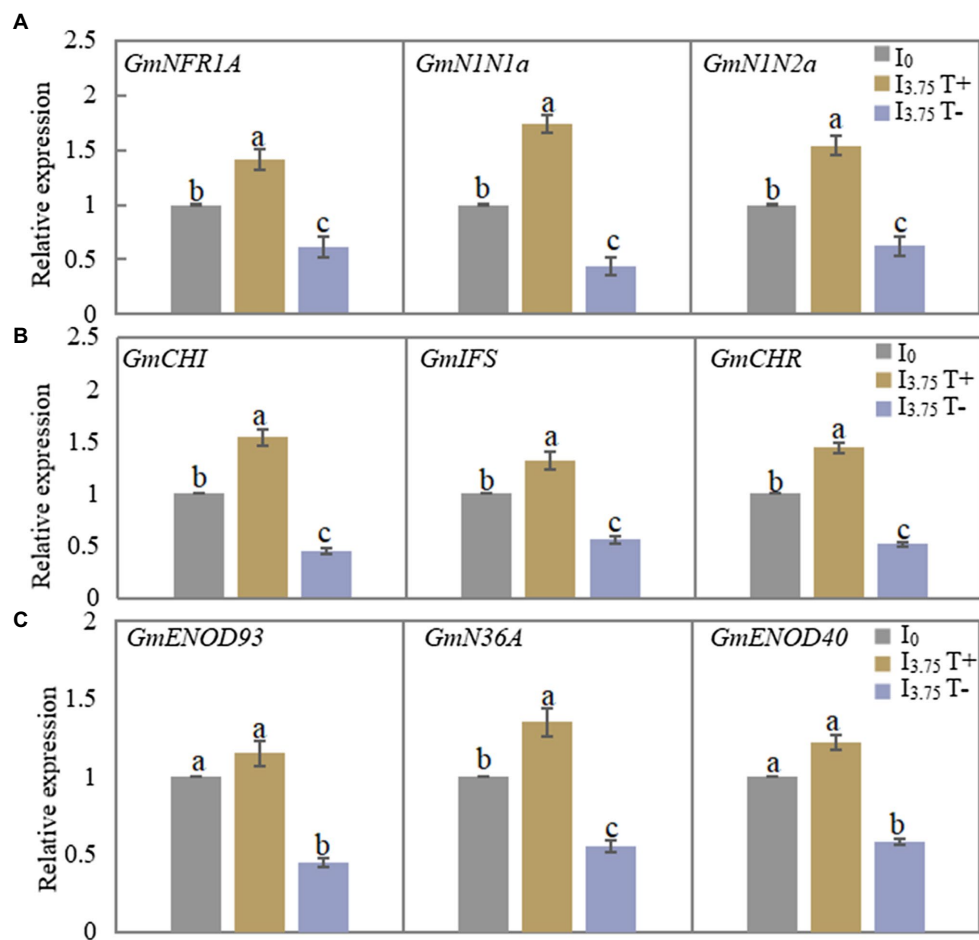 A
Relative expression
2.5
2
1.5
1
0.5
0
GmNFR1A
GmN1N1a
GmN1N2a
I0
I3.75 T+
I3.75 T-
b
a
c
b
a
c
b
a
c
B
Relative expression
2.5
2
1.5
1
0.5
0
GmCHI
GmIFS
GmCHR
I0
I3.75 T+
I3.75 T-
b
a
c
b
a
c
b
a
c
C
Relative expression
2
1.5
1
0.5
0
GmENOD93
GmN36A
GmENOD40
I0
I3.75 T+
I3.75 T-
a
a
b
b
a
c
a
a
b